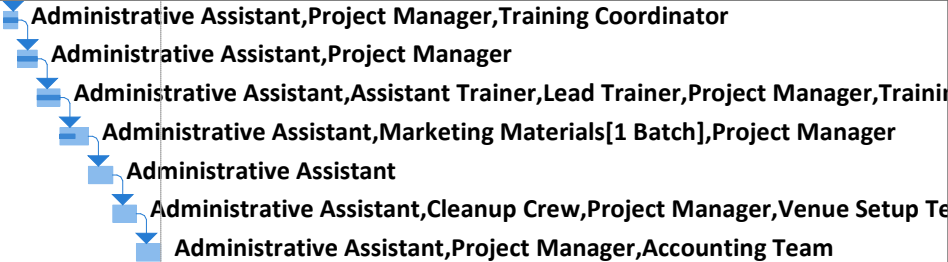 Administrative Assistant,Project Manager,Training Coordinator
Administrative Assistant,Project Manager
Administrative Assistant,Assistant Trainer,Lead Trainer,Project Manager,
Administrative Assistant,Marketing Materials[1 Batch],Project Manager
Administrative Assistant
Administrative Assistant,Cleanup Crew,Project Manager,Venue Setup
Administrative Assistant,Project Manager,Accounting Team